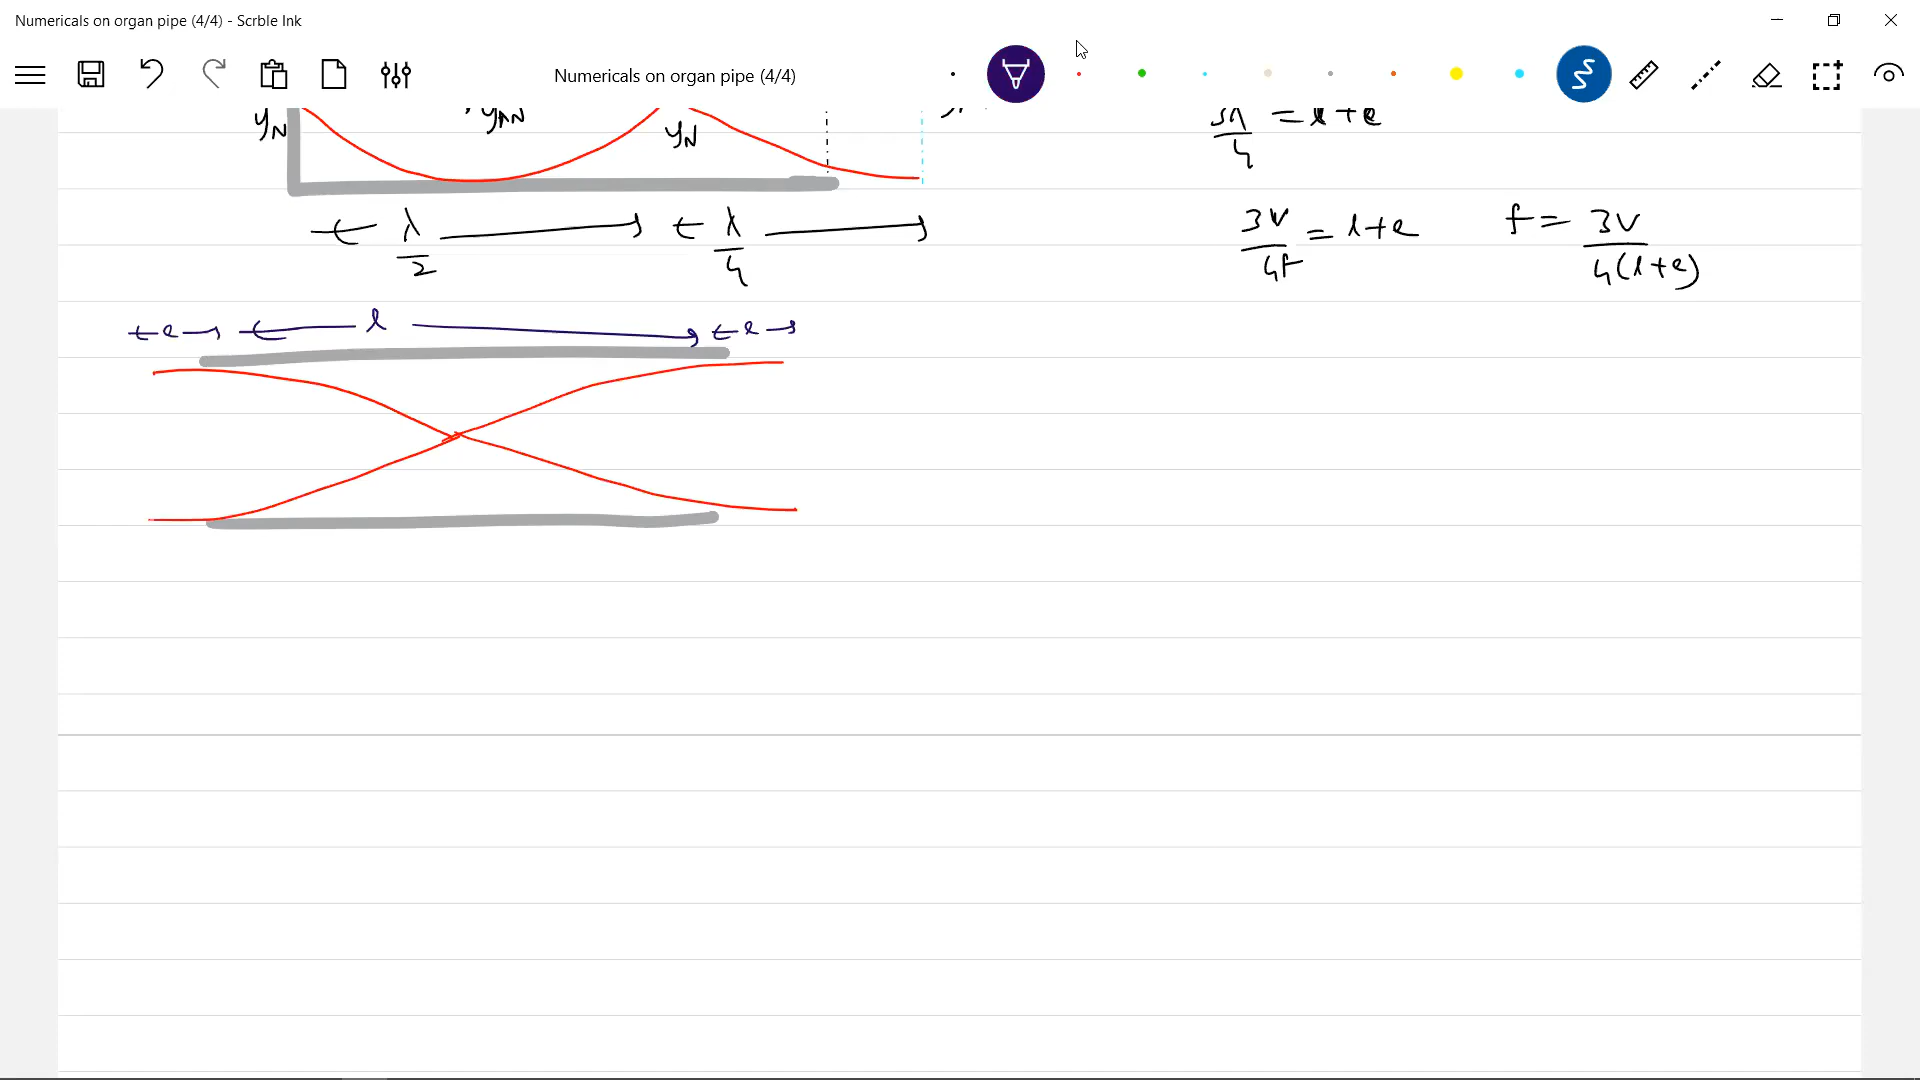 Numericals on organ pipe (4/4) - Scrble Ink
Numericals on organ pipe (4/4)
yN yAN yN
3λ/4 = l+e
λ/2 λ/4
3v/4f = l+e f = 3v/4(l+e)
e l e